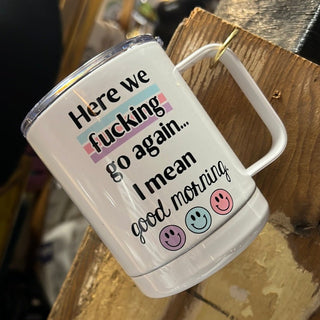 Here we
fucking
go again...
I mean
good morning